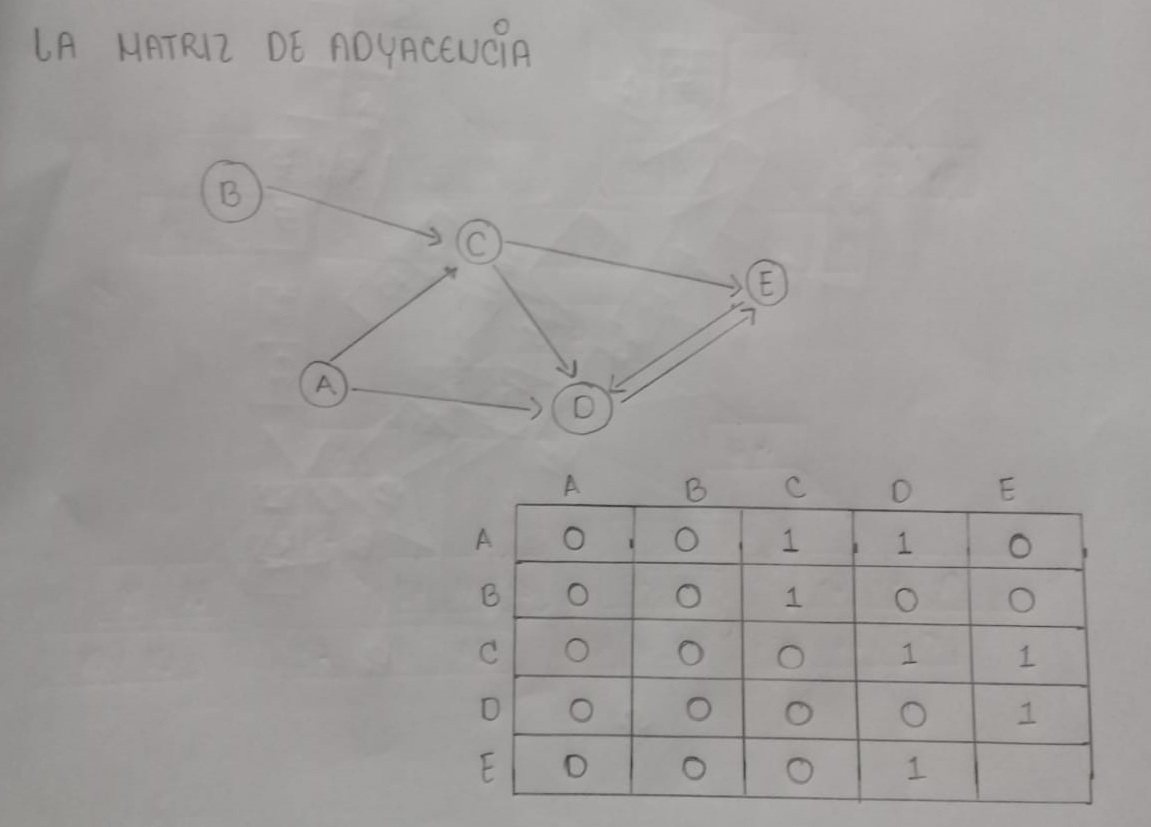 LA MATRIZ DE ADYACENCIA
B
C
E
A
D
A B C D E
A 0 0 1 1 0
B 0 0 1 0 0
C 0 0 0 1 1
D 0 0 0 0 1
E 0 0 0 1